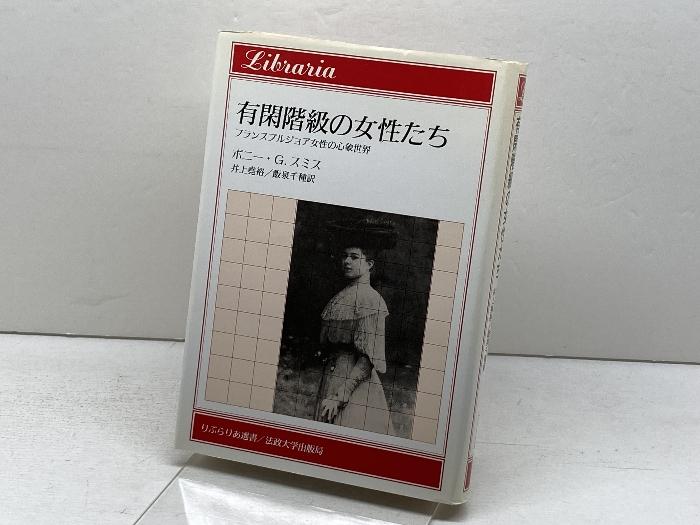 Libraria
有閑階級の女性たち
フランスブルジョア女性の心象世界
ボニー・G.スミス
井上堯裕／飯泉千種訳
りぶらりあ選書／法政大学出版局